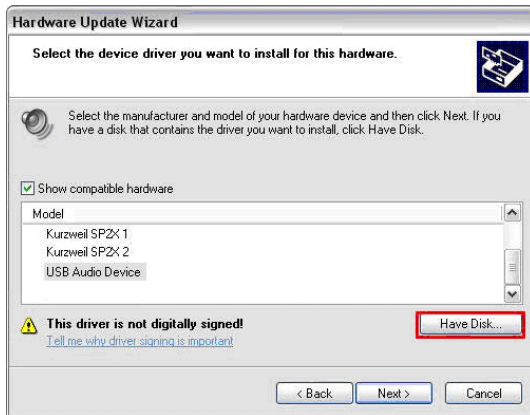 Hardware Update Wizard
Select the device driver you want to install for this hardware.
Select the manufacturer and model of your hardware device and then click Next. If you
have a disk that contains the driver you want to install, click Have Disk.
Show compatible hardware
Model
Kurzweil SP2X 1
Kurzweil SP2X 2
USB Audio Device
This driver is not digitally signed!
Tell me why driver signing is important
Have Disk...
< Back
Next >
Cancel